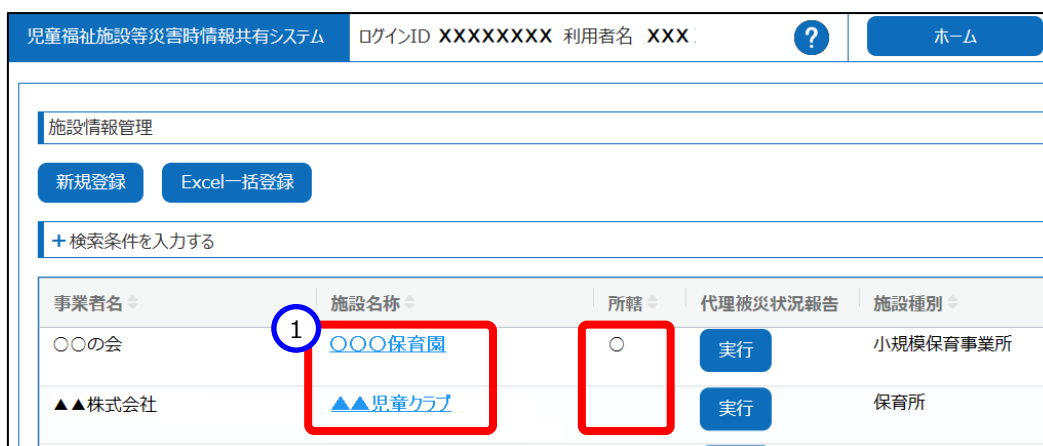 児童福祉施設等災害時情報共有システム ログインID XXXXXXXX 利用者名 XXX ? ホーム
施設情報管理
新規登録 Excel一括登録
+検索条件を入力する
事業者名 施設名称 所轄 代理被災状況報告 施設種別
1
○○の会 ○○○保育園 ○ 実行 小規模保育事業所
▲▲株式会社 ▲▲児童クラブ 実行 保育所